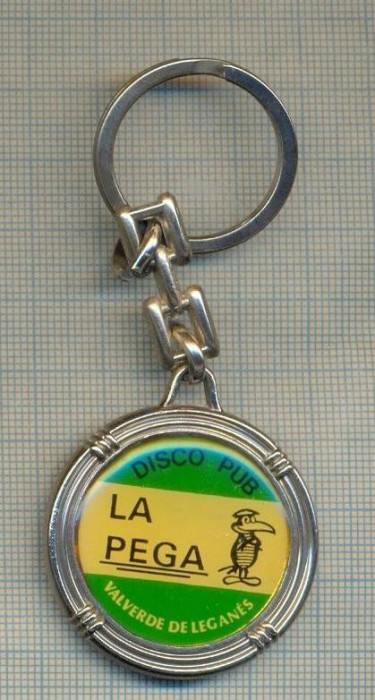 DISCO PUB
LA
PEGA
VALVERDE DE LEGANÉS